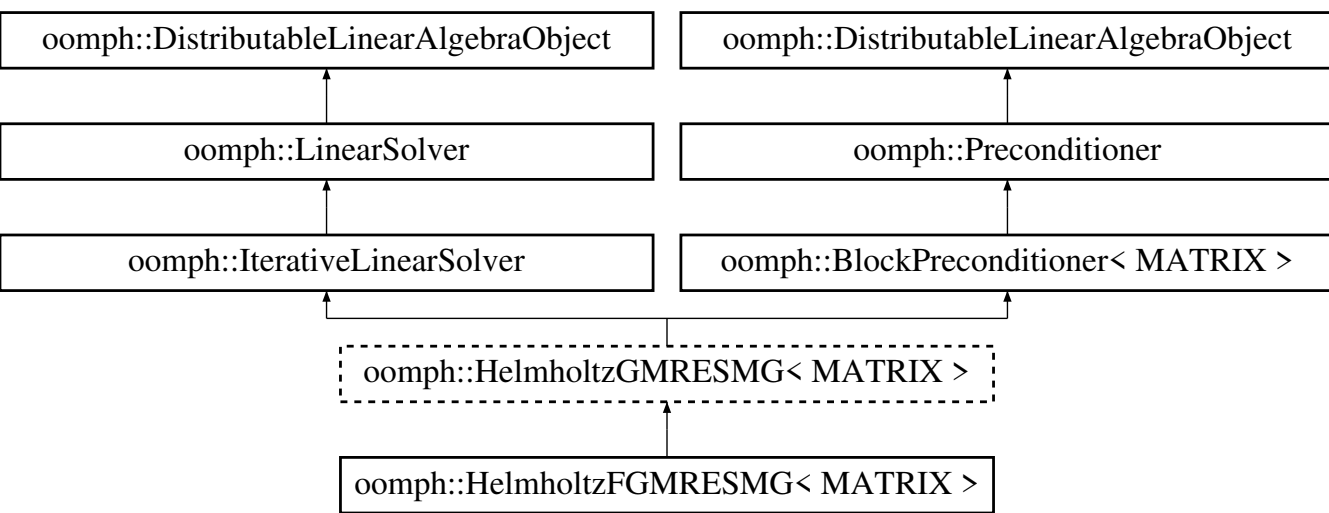 oomph::DistributableLinearAlgebraObject
oomph::DistributableLinearAlgebraObject
oomph::LinearSolver
oomph::Preconditioner
oomph::IterativeLinearSolver
oomph::BlockPreconditioner< MATRIX >
oomph::HelmholtzGMRESMG< MATRIX >
oomph::HelmholtzFGMRESMG< MATRIX >